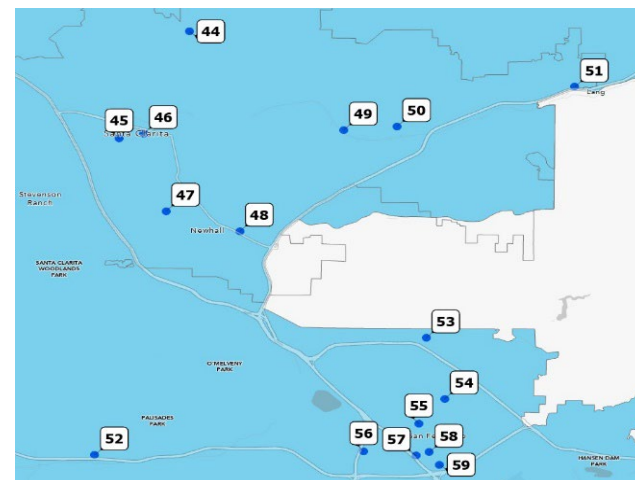 44
51
Lang
49
50
45
46
Santa Clarita
Stevenson
Ranch
47
48
Newhall
SANTA CLARITA
WOODLANDS
PARK
53
O'MELVENY
PARK
54
55
PALISADES
PARK
52
56
57
58
59
HANSEN DAM
PARK